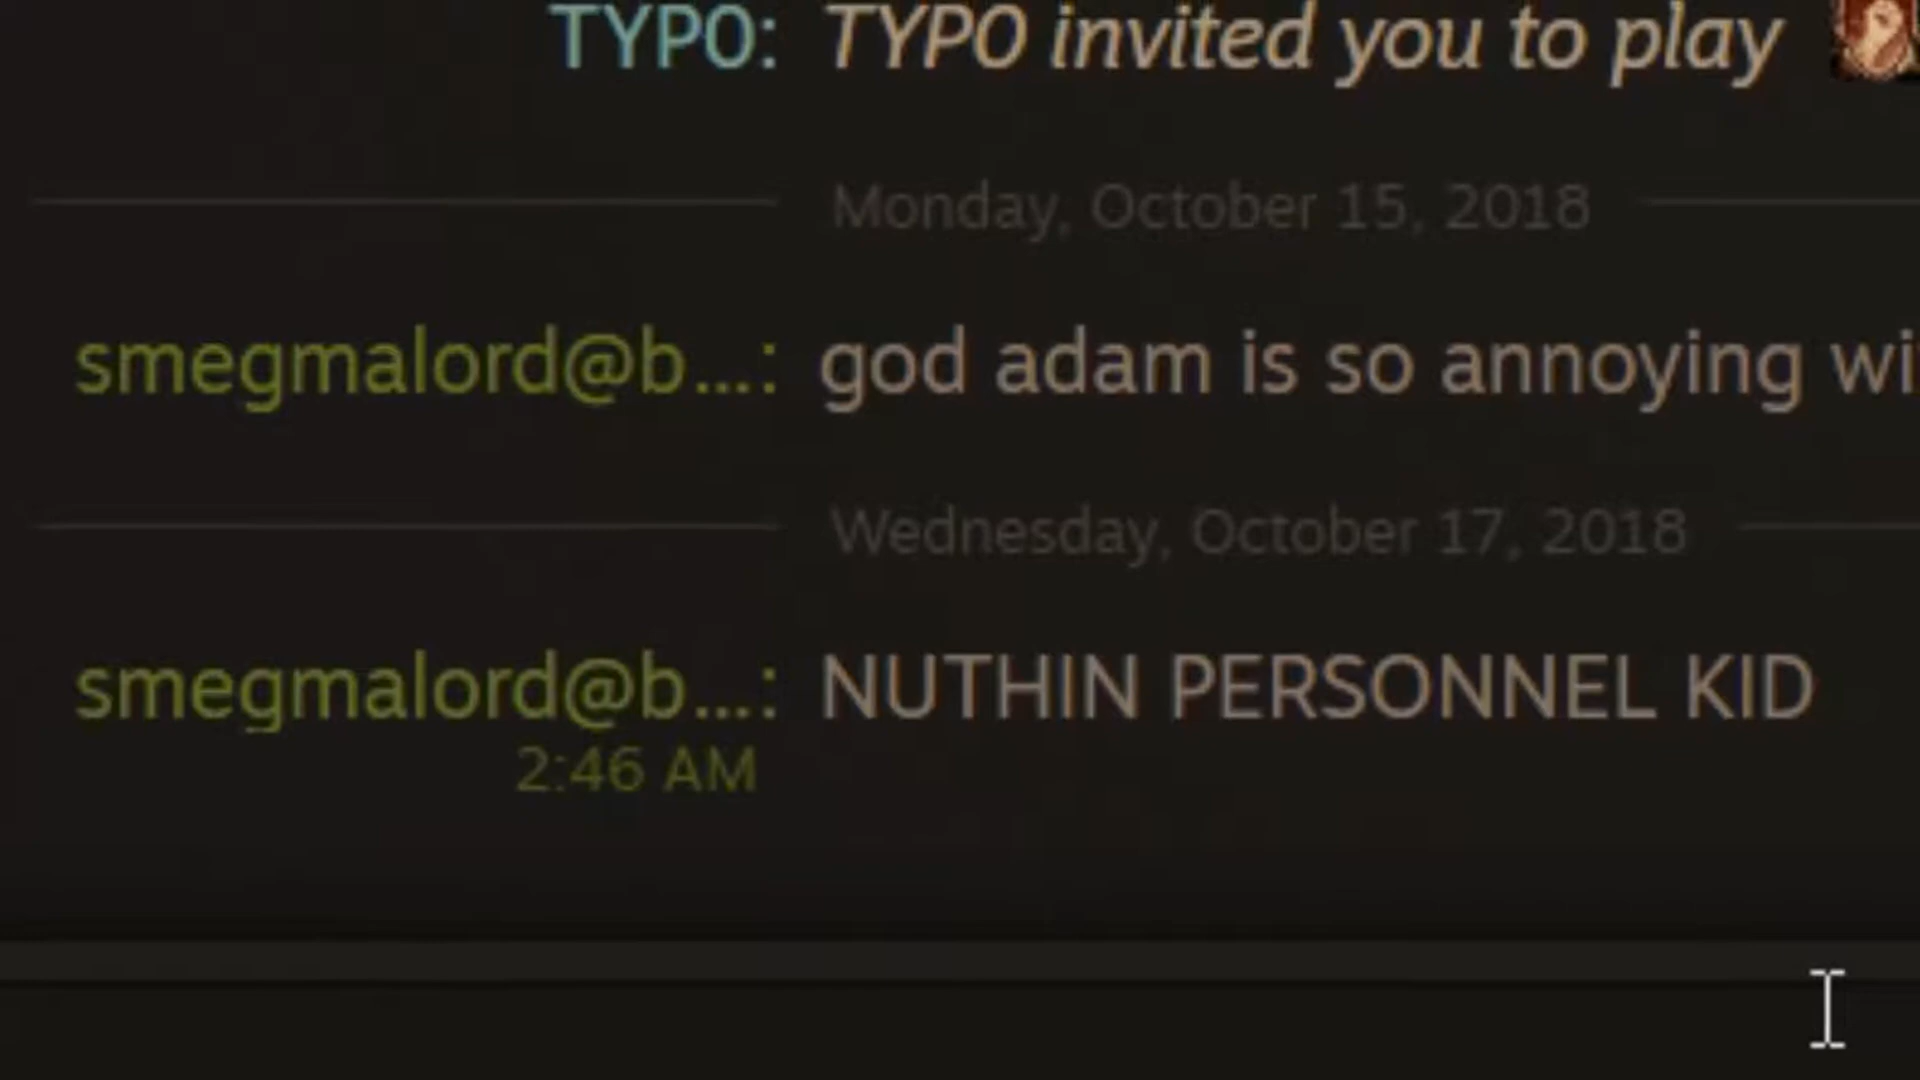 TYPO: TYPO invited you to play
Monday, October 15, 2018
smegmalord@b...: god adam is so annoying
Wednesday, October 17, 2018
smegmalord@b...: NUTHIN PERSONNEL KID
2:46 AM